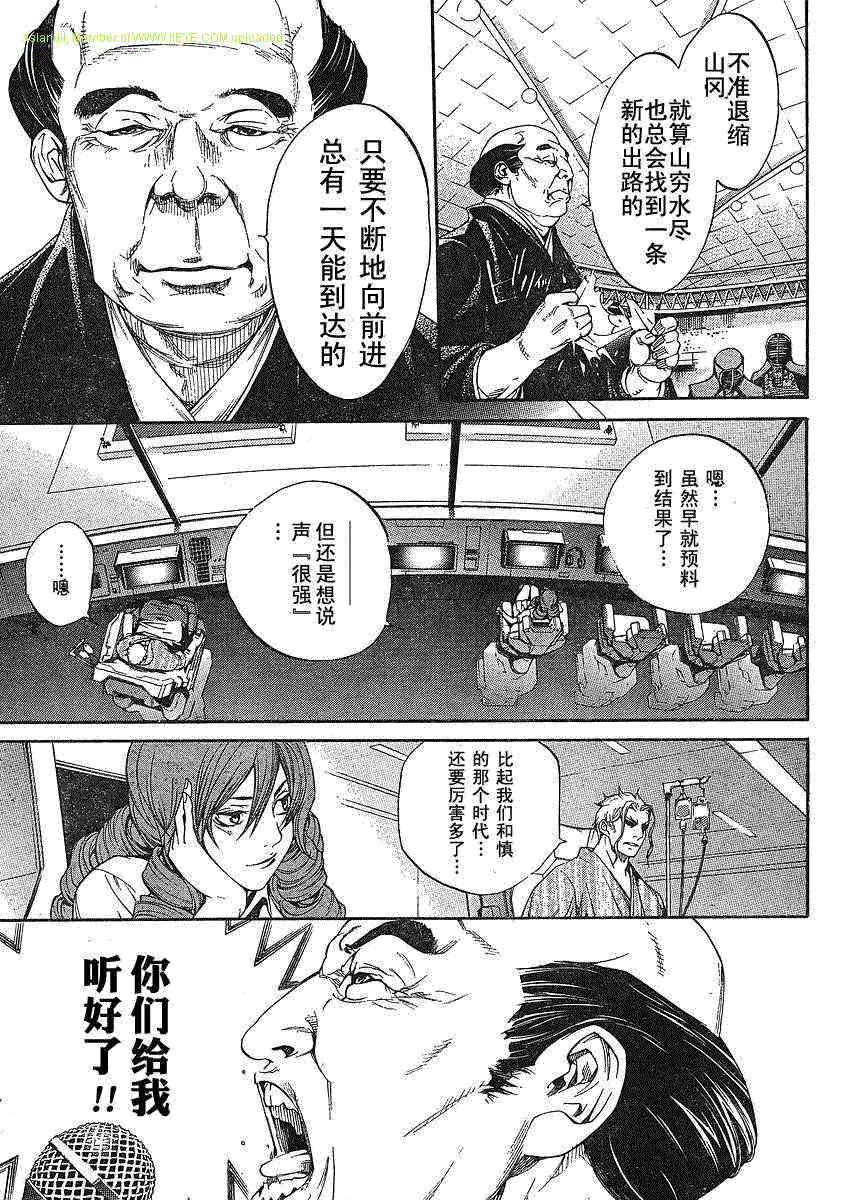 Islandii, Member of WWW.IIEYE.COM uploaded
不准退缩
山冈
就算山穷水尽
也总会找到一条
新的出路的
只要不断地向前进
总有一天能到达的
嗯…
虽然早就预料
到结果了…
——
但还是想说
声『很强』
…
……嗯
比起我们和慎
的那个时代…
还要厉害多了…
你们给我
听好了!!